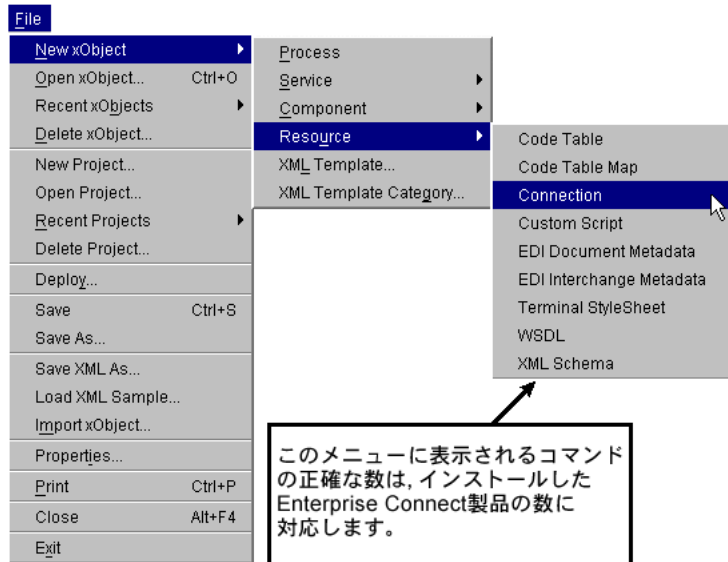 File
New xObject
Open xObject... Ctrl+O
Recent xObjects
Delete xObject...
New Project...
Open Project...
Recent Projects
Delete Project...
Deploy...
Save Ctrl+S
Save As...
Save XML As...
Load XML Sample...
Import xObject...
Properties...
Print Ctrl+P
Close Alt+F4
Exit
Process
Service
Component
Resource
XML Template...
XML Template Category...
Code Table
Code Table Map
Connection
Custom Script
EDI Document Metadata
EDI Interchange Metadata
Terminal StyleSheet
WSDL
XML Schema
このメニューに表示されるコマンド
の正確な数は, インストールした
Enterprise Connect製品の数に
対応します。